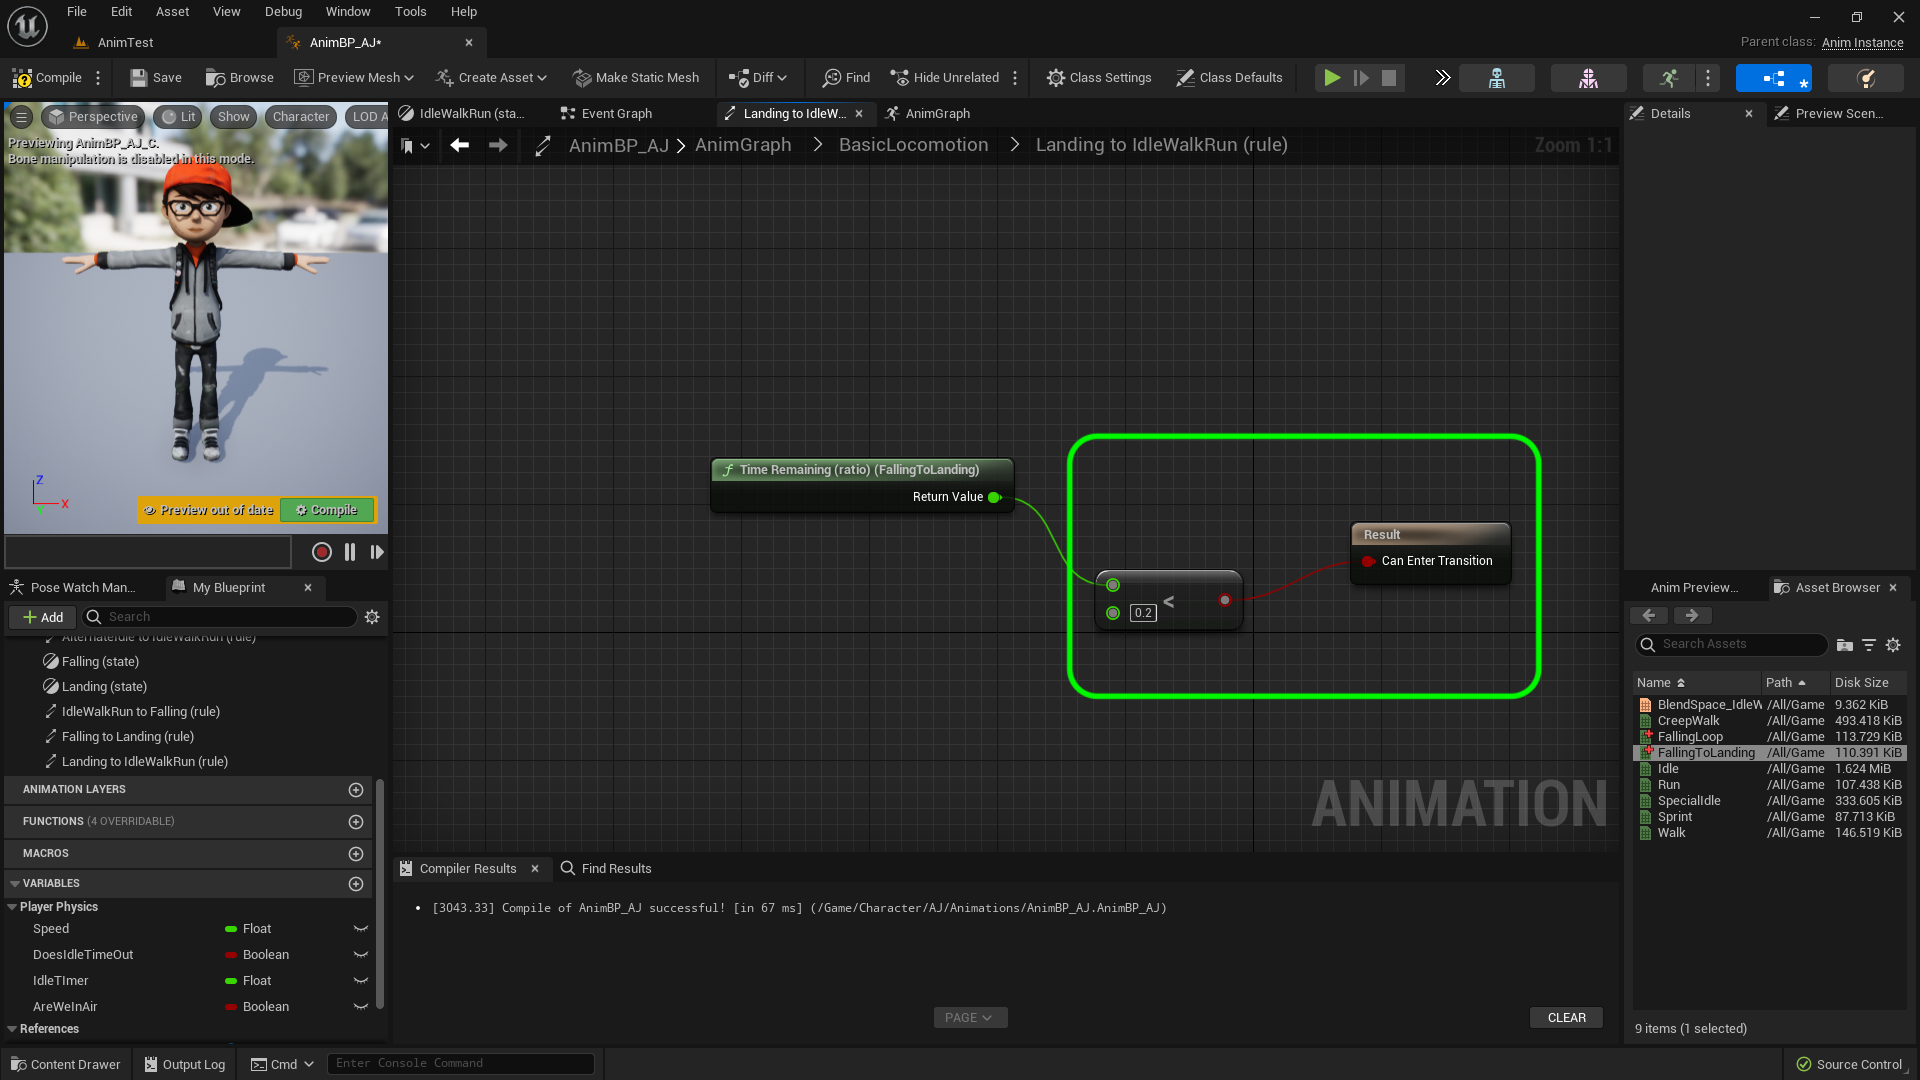 File Edit Asset View Debug Window Tools Help
AnimTest
AnimBP_AJ*
Parent class: Anim Instance
Compile
Save
Browse
Preview Mesh
Create Asset
Make Static Mesh
Diff
Find
Hide Unrelated
Class Settings
Class Defaults
Perspective
Lit
Show
Character
LOD A
Previewing AnimBP_AJ_C.
Bone manipulation is disabled in this mode.
Z
X
Preview out of date
Compile
IdleWalkRun (sta...
Event Graph
Landing to IdleW...
AnimGraph
AnimBP_AJ > AnimGraph > BasicLocomotion > Landing to IdleWalkRun (rule)
Zoom 1:1
Time Remaining (ratio) (FallingToLanding)
Return Value
0.2
<
Result
Can Enter Transition
ANIMATION
Pose Watch Man...
My Blueprint
Add
Search
AlternateIdle to IdleWalkRun (rule)
Falling (state)
Landing (state)
IdleWalkRun to Falling (rule)
Falling to Landing (rule)
Landing to IdleWalkRun (rule)
ANIMATION LAYERS
FUNCTIONS (4 OVERRIDABLE)
MACROS
VARIABLES
Player Physics
Speed Float
DoesIdleTimeOut Boolean
IdleTImer Float
AreWeInAir Boolean
References
Compiler Results
Find Results
[3043.33] Compile of AnimBP_AJ successful! [in 67 ms] (/Game/Character/AJ/Animations/AnimBP_AJ.AnimBP_AJ)
PAGE
CLEAR
Details
Preview Scen...
Anim Preview...
Asset Browser
Search Assets
Name Path Disk Size
BlendSpace_IdleW /All/Game 9.362 KiB
CreepWalk /All/Game 493.418 KiB
FallingLoop /All/Game 113.729 KiB
FallingToLanding /All/Game 110.391 KiB
Idle /All/Game 1.624 MiB
Run /All/Game 107.438 KiB
SpecialIdle /All/Game 333.605 KiB
Sprint /All/Game 87.713 KiB
Walk /All/Game 146.519 KiB
9 items (1 selected)
Content Drawer
Output Log
Cmd
Enter Console Command
Source Control